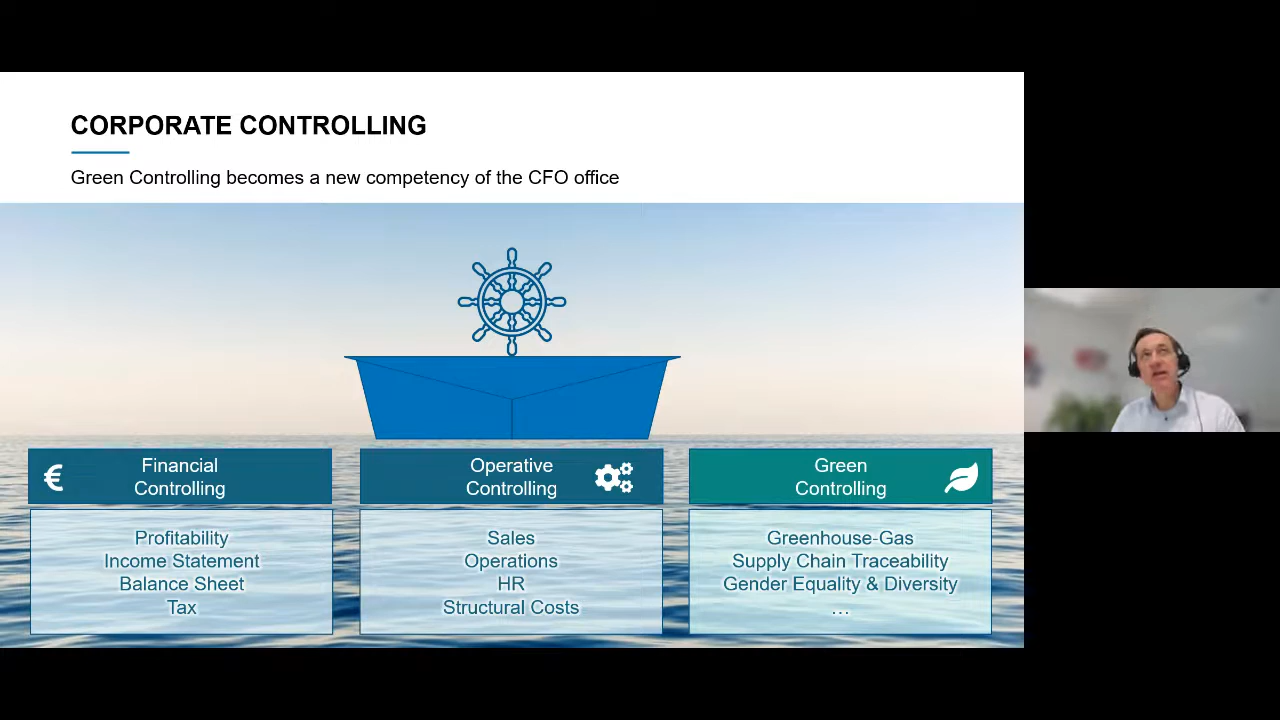 CORPORATE CONTROLLING
Green Controlling becomes a new competency of the CFO office
€
Financial
Controlling
Profitability
Income Statement
Balance Sheet
Tax
Operative
Controlling
Sales
Operations
HR
Structural Costs
Green
Controlling
Greenhouse-Gas
Supply Chain Traceability
Gender Equality & Diversity
...